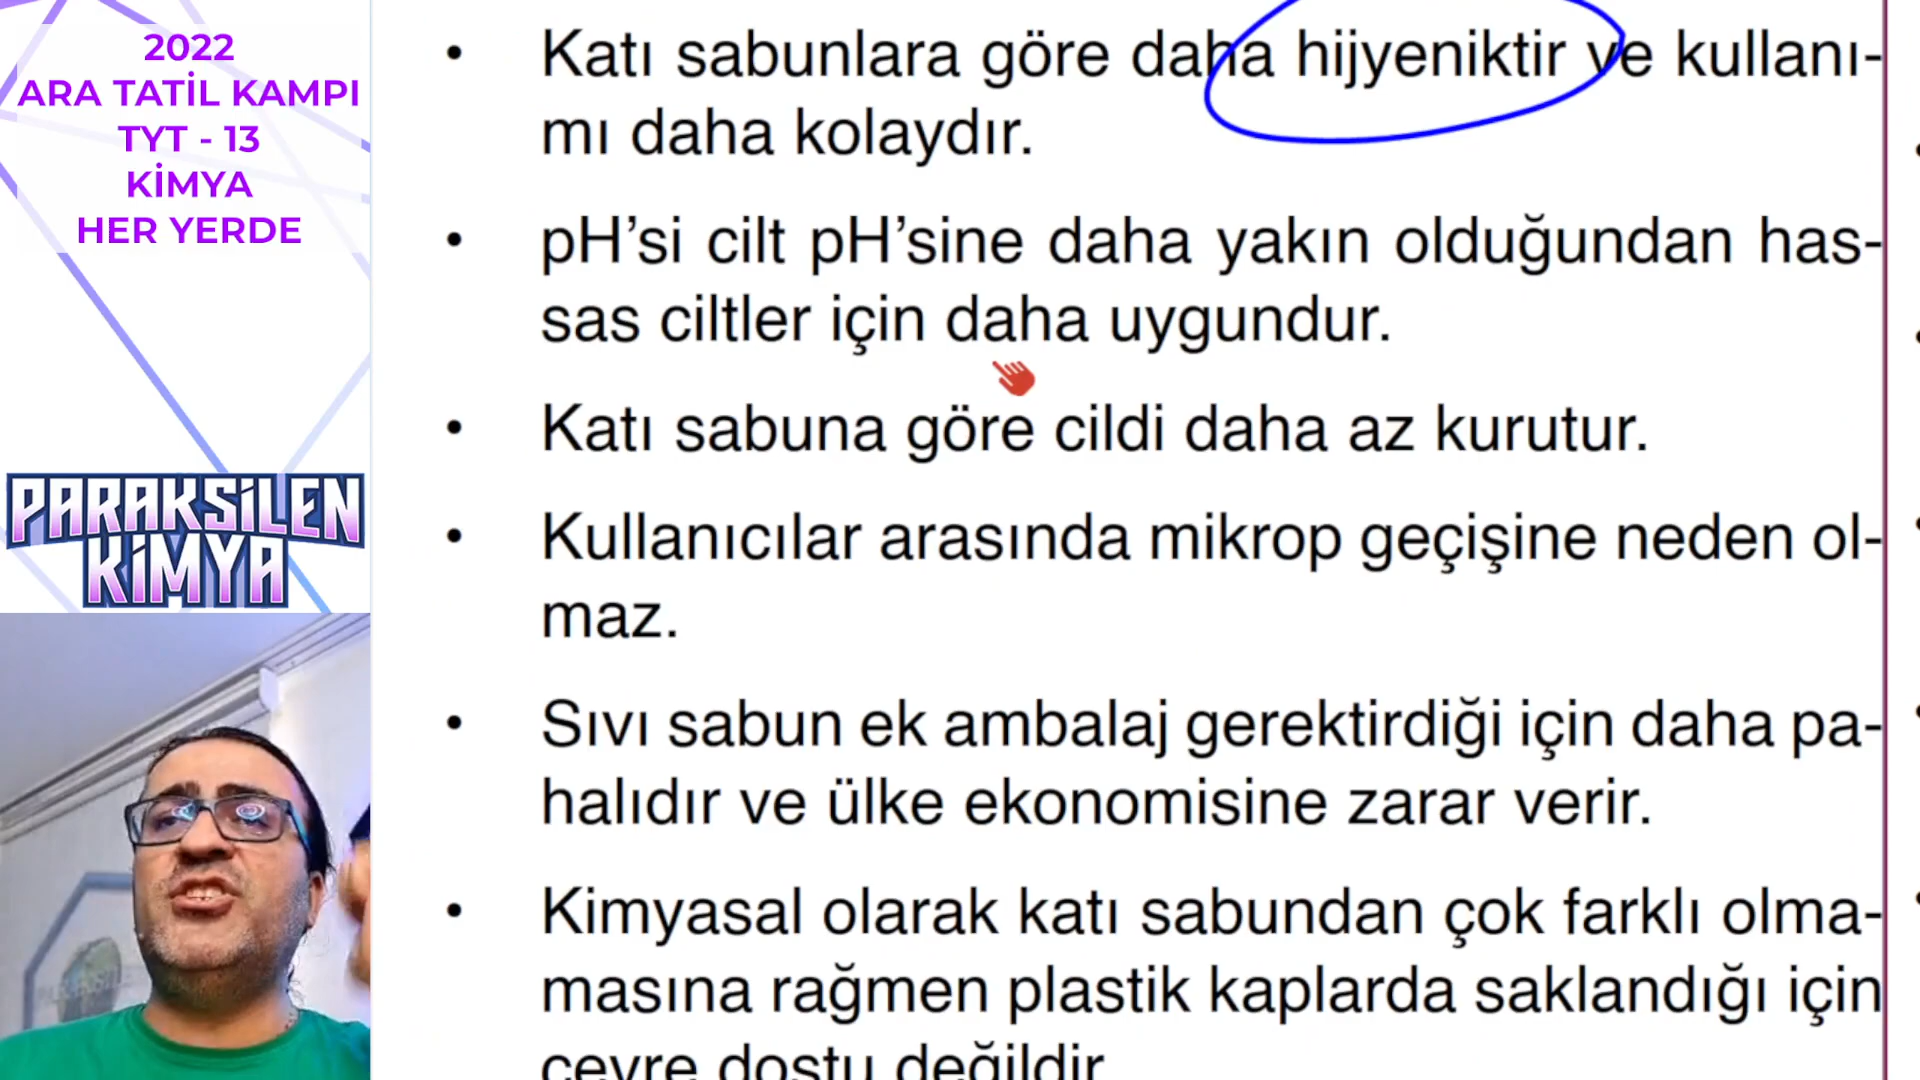 2022
ARA TATİL KAMPI
TYT - 13
KİMYA
HER YERDE
PARAKSİLEN
KİMYA
• Katı sabunlara göre daha hijyeniktir ve kullanı-
mı daha kolaydır.
• pH’si cilt pH’sine daha yakın olduğundan has-
sas ciltler için daha uygundur.
• Katı sabuna göre cildi daha az kurutur.
• Kullanıcılar arasında mikrop geçişine neden ol-
maz.
• Sıvı sabun ek ambalaj gerektirdiği için daha pa-
halıdır ve ülke ekonomisine zarar verir.
• Kimyasal olarak katı sabundan çok farklı olma-
masına rağmen plastik kaplarda saklandığı için
çevre dostu değildir